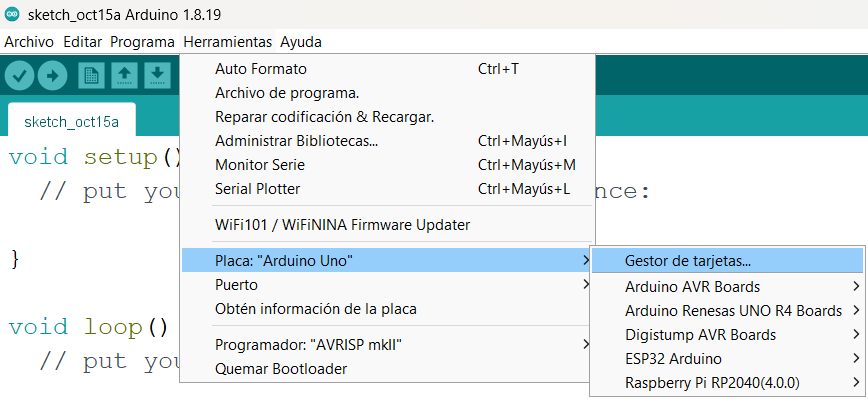 sketch_oct15a Arduino 1.8.19
Archivo Editar Programa Herramientas Ayuda
sketch_oct15a
void setup()
// put you
nce:
}
void loop()
// put you
Auto Formato Ctrl+T
Archivo de programa.
Reparar codificación & Recargar.
Administrar Bibliotecas... Ctrl+Mayús+I
Monitor Serie Ctrl+Mayús+M
Serial Plotter Ctrl+Mayús+L
WiFi101 / WiFiNINA Firmware Updater
Placa: "Arduino Uno"
Puerto
Obtén información de la placa
Programador: "AVRISP mkII"
Quemar Bootloader
Gestor de tarjetas...
Arduino AVR Boards
Arduino Renesas UNO R4 Boards
Digistump AVR Boards
ESP32 Arduino
Raspberry Pi RP2040(4.0.0)